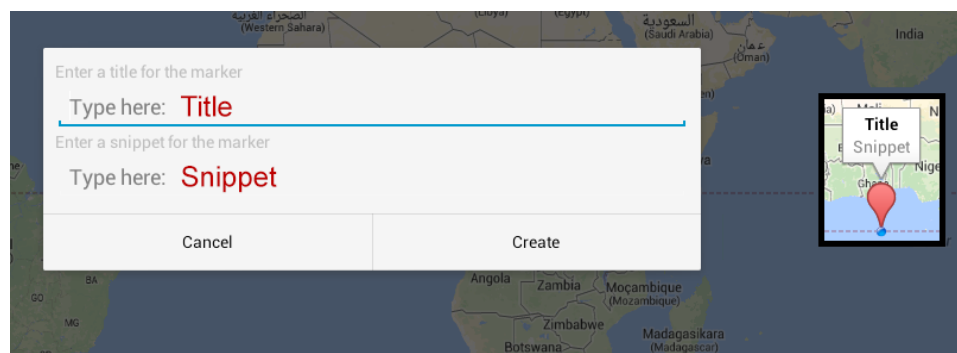 الصحراء الغربية
(Western Sahara)
(Libya)
(Egypt)
السعودية
(Saudi Arabia)
عمان
(Oman)
India
Enter a title for the marker
Type here: Title
Enter a snippet for the marker
Type here: Snippet
Cancel
Create
Title
Snippet
Mali
N
Nige
Ghana
BA
GO
MG
Angola
Zambia
Moçambique
(Mozambique)
Zimbabwe
Botswana
Madagasikara
(Madagascar)